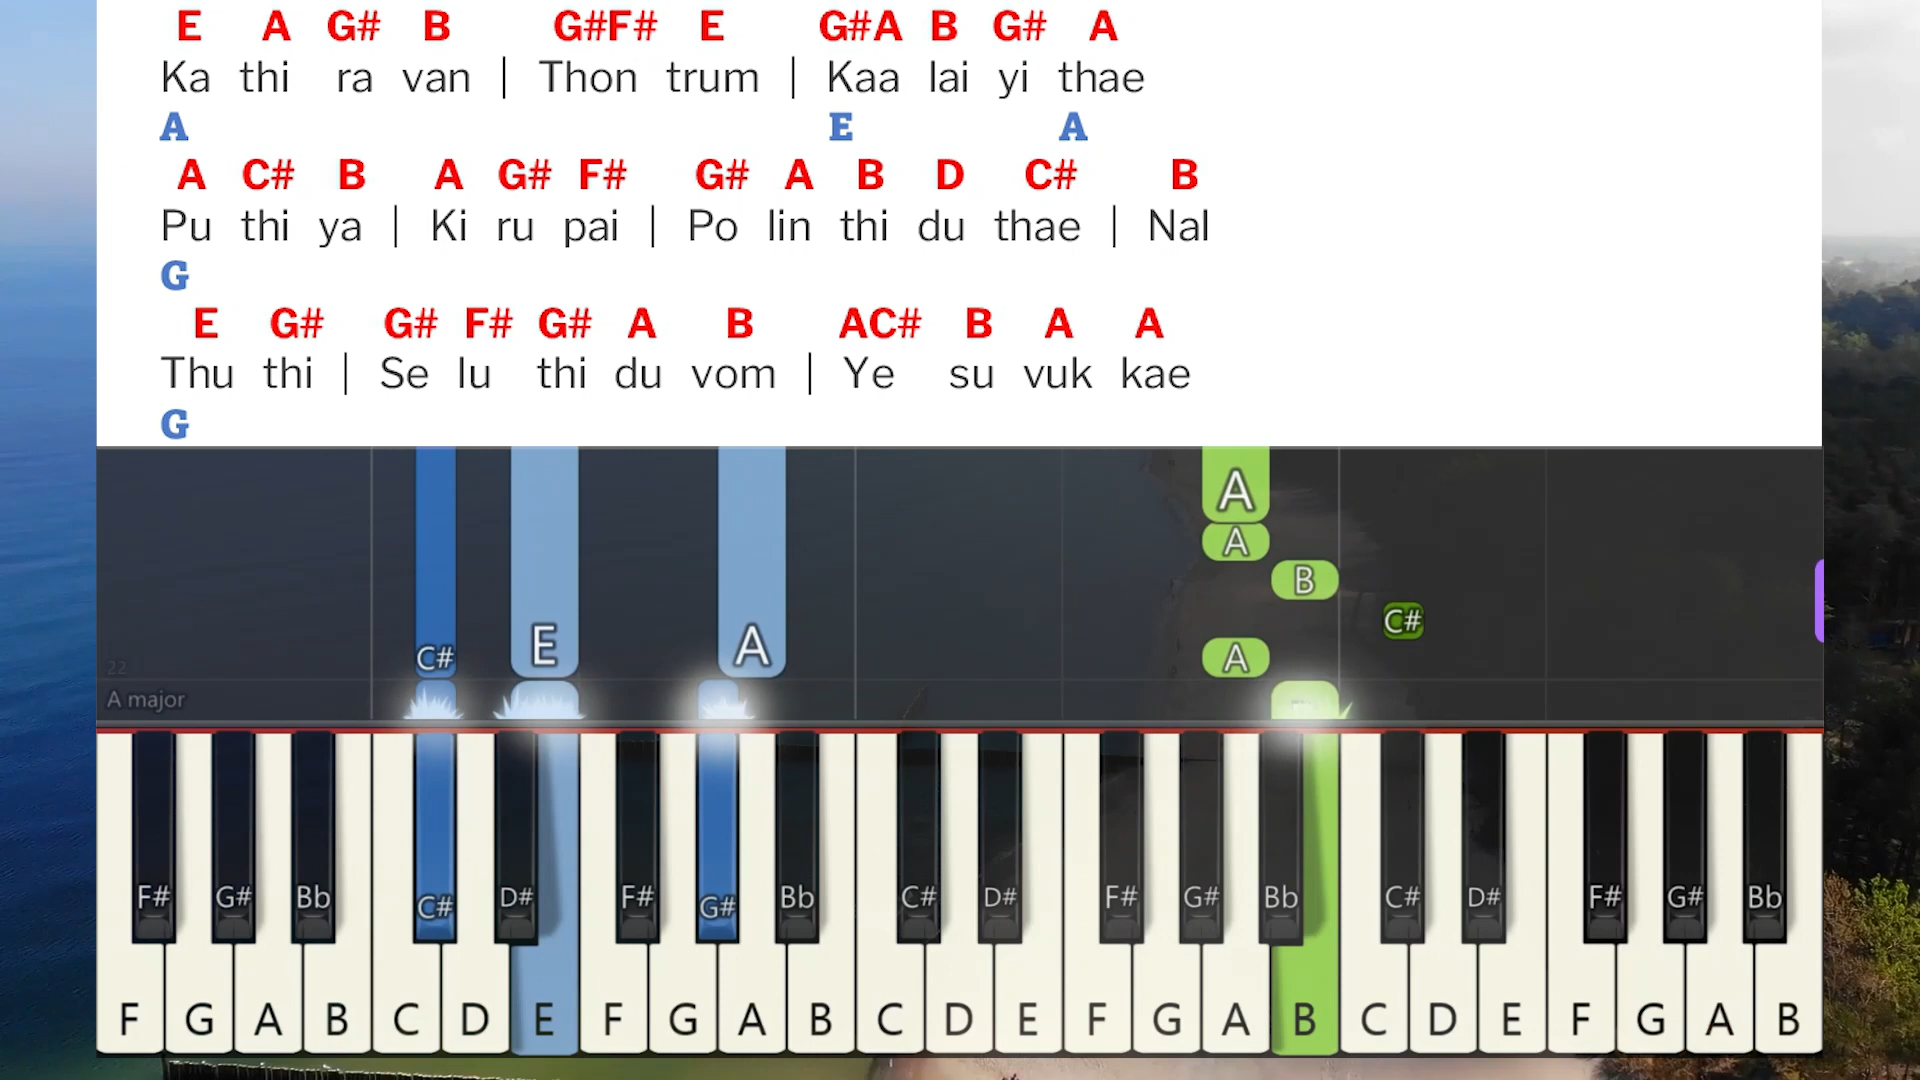 E A G# B G#F# E G#A B G# A
Ka thi ra van | Thon trum | Kaa lai yi thae
A E A
A C# B A G# F# G# A B D C# B
Pu thi ya | Ki ru pai | Po lin thi du thae | Nal
G
E G# G# F# G# A B AC# B A A
Thu thi | Se lu thi du vom | Ye su vuk kae
G
A
A
B
C#
C# E A A
22
A major
F# G# Bb C# D# F# G# Bb C# D# F# G# Bb C# D# F# G# Bb
F G A B C D E F G A B C D E F G A B C D E F G A B